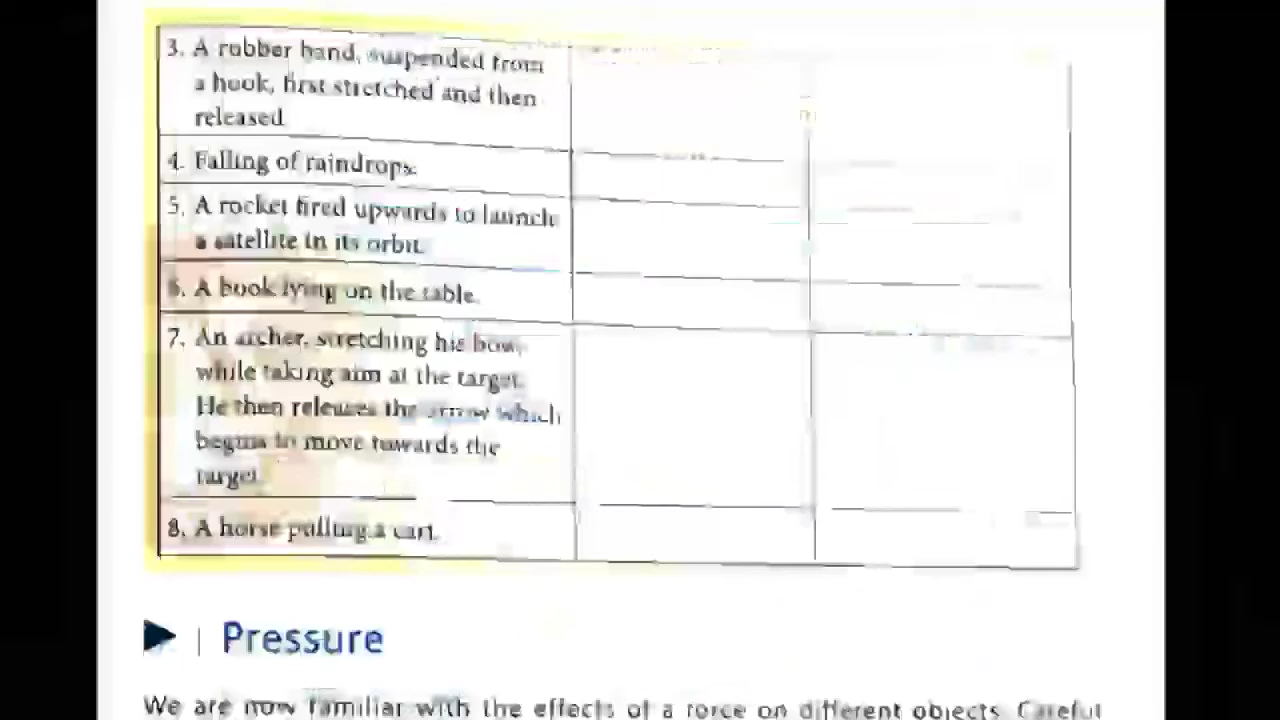 3. A rubber band, suspended from
a hook, first stretched and then
released.
4. Falling of raindrops.
5. A rocket fired upwards to launch
a satellite in its orbit.
6. A book lying on the table.
7. An archer, stretching his bow,
while taking aim at the target.
He then releases the arrow which
begins to move towards the
target.
8. A horse pulling a cart.
Pressure
We are now familiar with the effects of a force on different objects. Careful